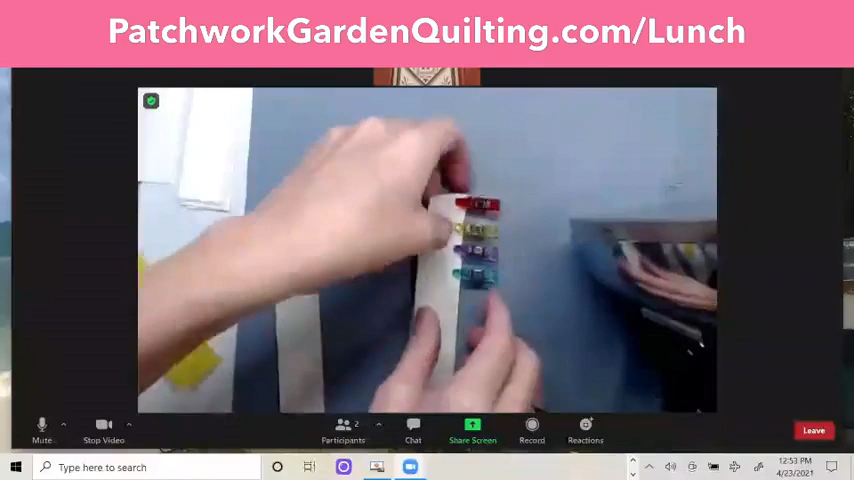 PatchworkGardenQuilting.com/Lunch
2
Mute
Stop Video
Participants
Chat
Share Screen
Record
Reactions
Leave
Type here to search
12:53 PM
4/23/2021